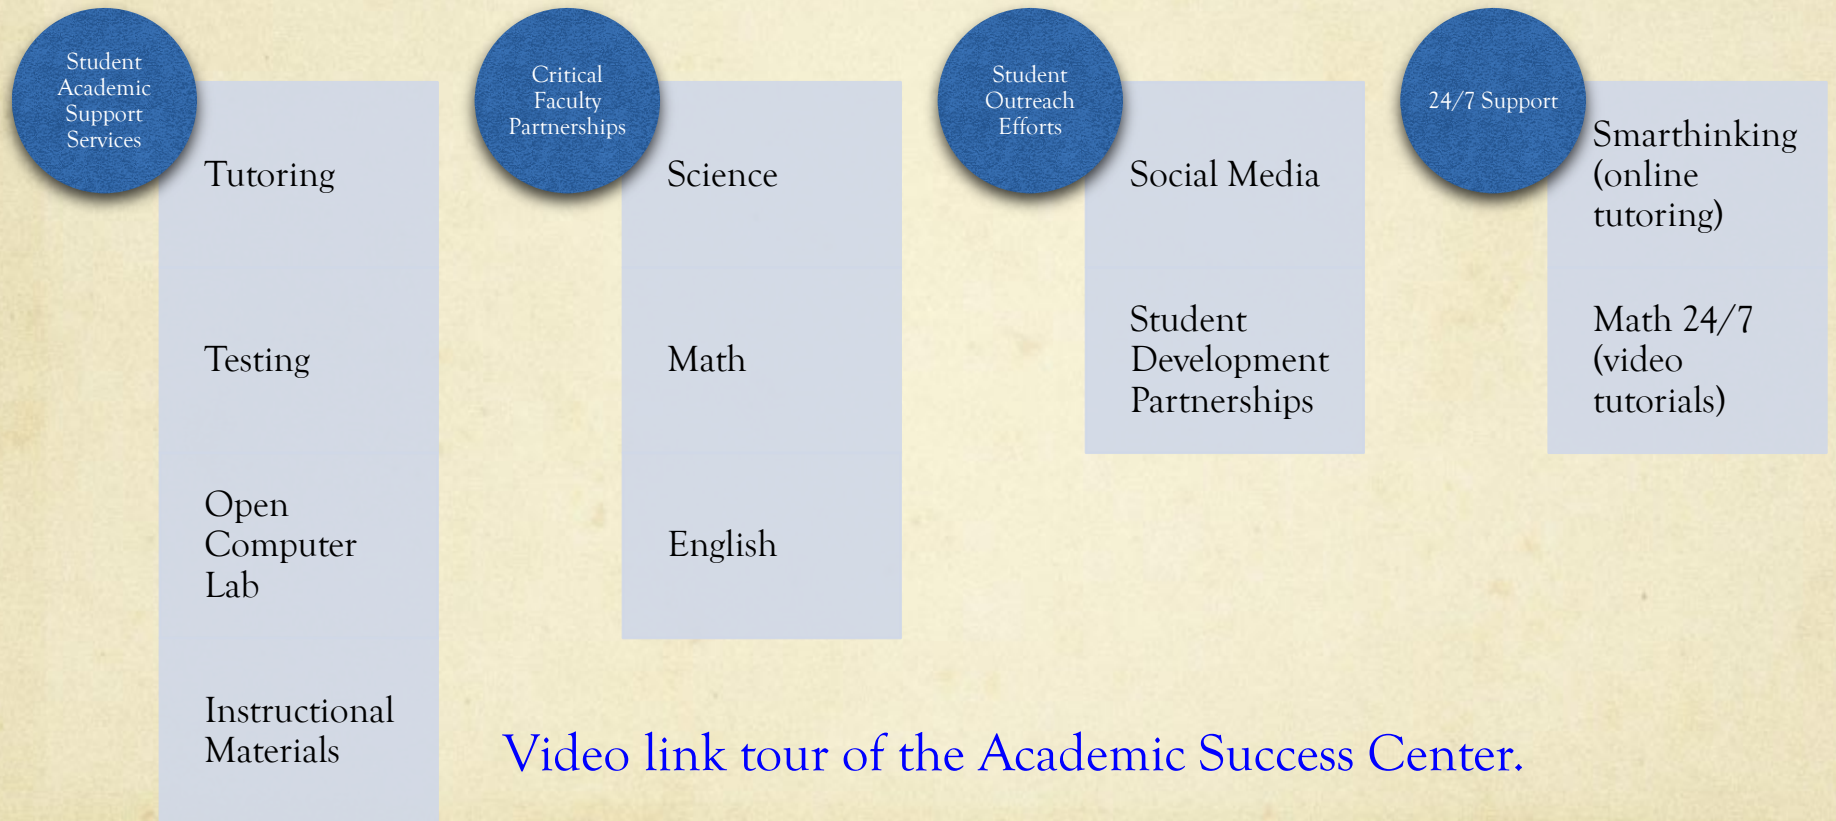 Student
Academic
Support
Services
Tutoring
Testing
Open
Computer
Lab
Instructional
Materials
Critical
Faculty
Partnerships
Science
Math
English
Student
Outreach
Efforts
Social Media
Student
Development
Partnerships
24/7 Support
Smarthinking
(online
tutoring)
Math 24/7
(video
tutorials)
Video link tour of the Academic Success Center.